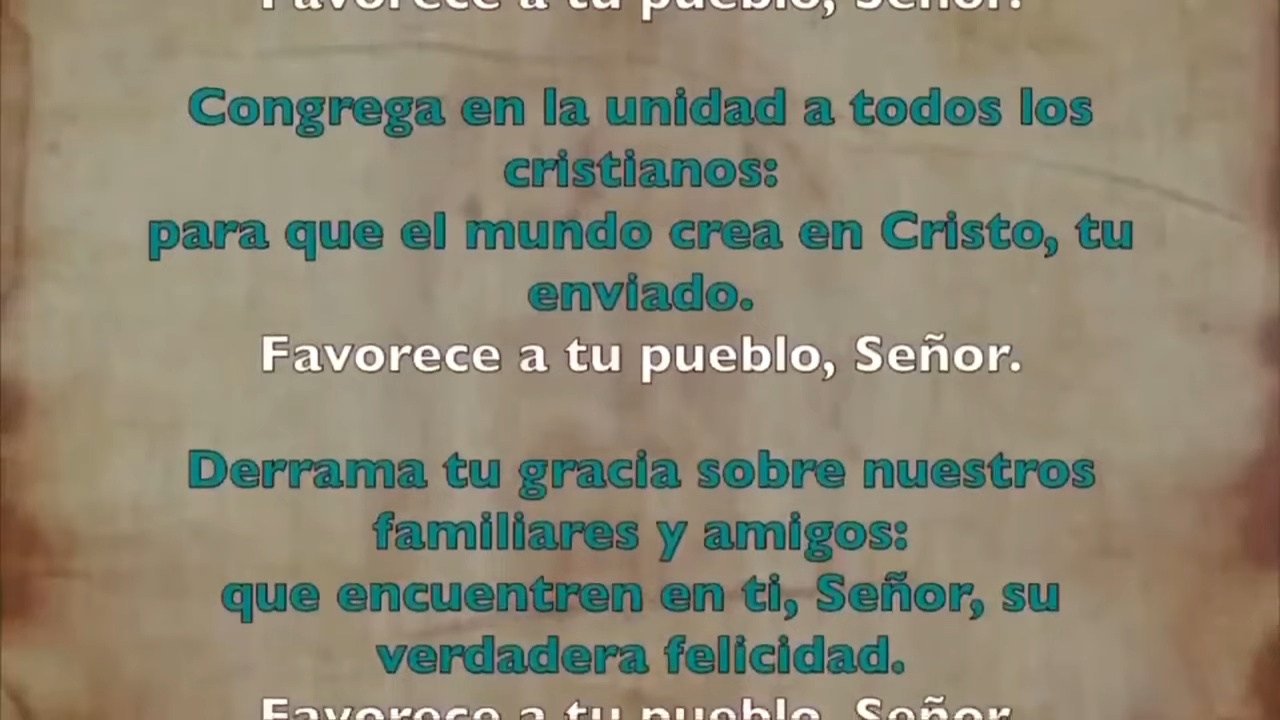 Favorece a tu pueblo, Señor.
Congrega en la unidad a todos los
cristianos:
para que el mundo crea en Cristo, tu
enviado.
Favorece a tu pueblo, Señor.
Derrama tu gracia sobre nuestros
familiares y amigos:
que encuentren en ti, Señor, su
verdadera felicidad.
Favorece a tu pueblo, Señor.